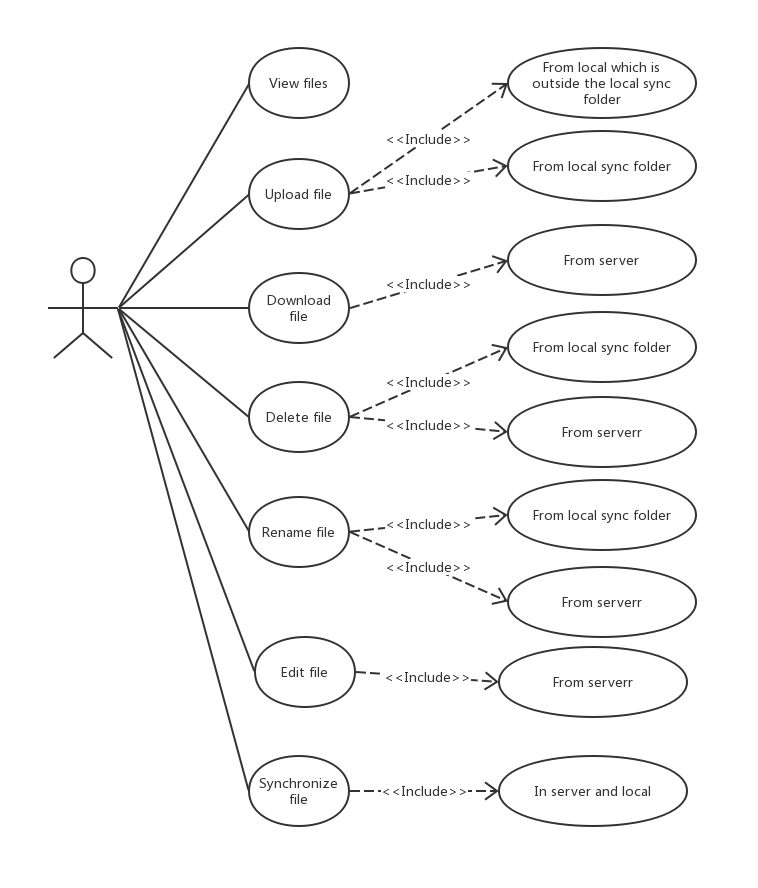 View files
From local which is
outside the local sync
folder
<<Include>>
Upload file
<<Include>>
From local sync folder
Download
file
<<Include>>
From server
Delete file
<<Include>>
From local sync folder
<<Include>>
From serverr
Rename file
<<Include>>
From local sync folder
<<Include>>
From serverr
Edit file
<<Include>>
From serverr
Synchronize
file
<<Include>>
In server and local